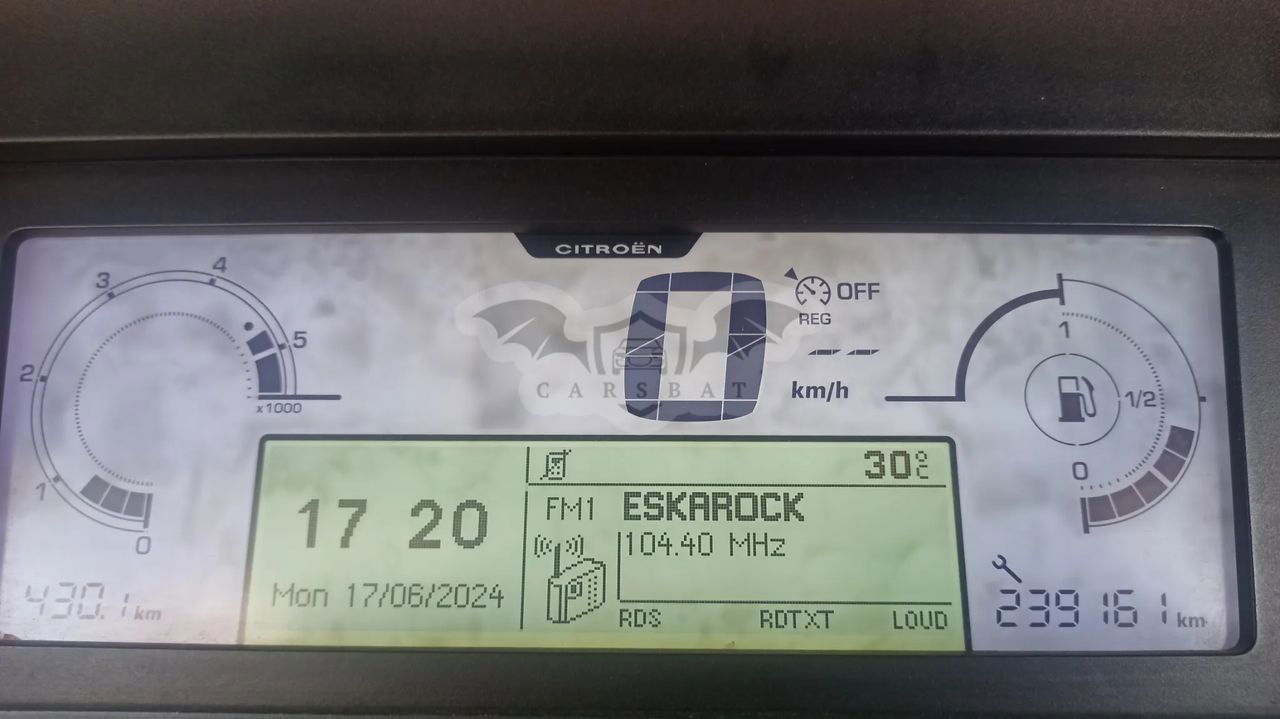 CITROËN
4
3
5
2
x1000
1
0
0
OFF
REG
-- --
km/h
CARSBAT
1
1/2
0
17 20
Mon 17/06/2024
30°C
FM1 ESKAROCK
104.40 MHz
RDS RDTXT LOUD
430.1 km
239161 km